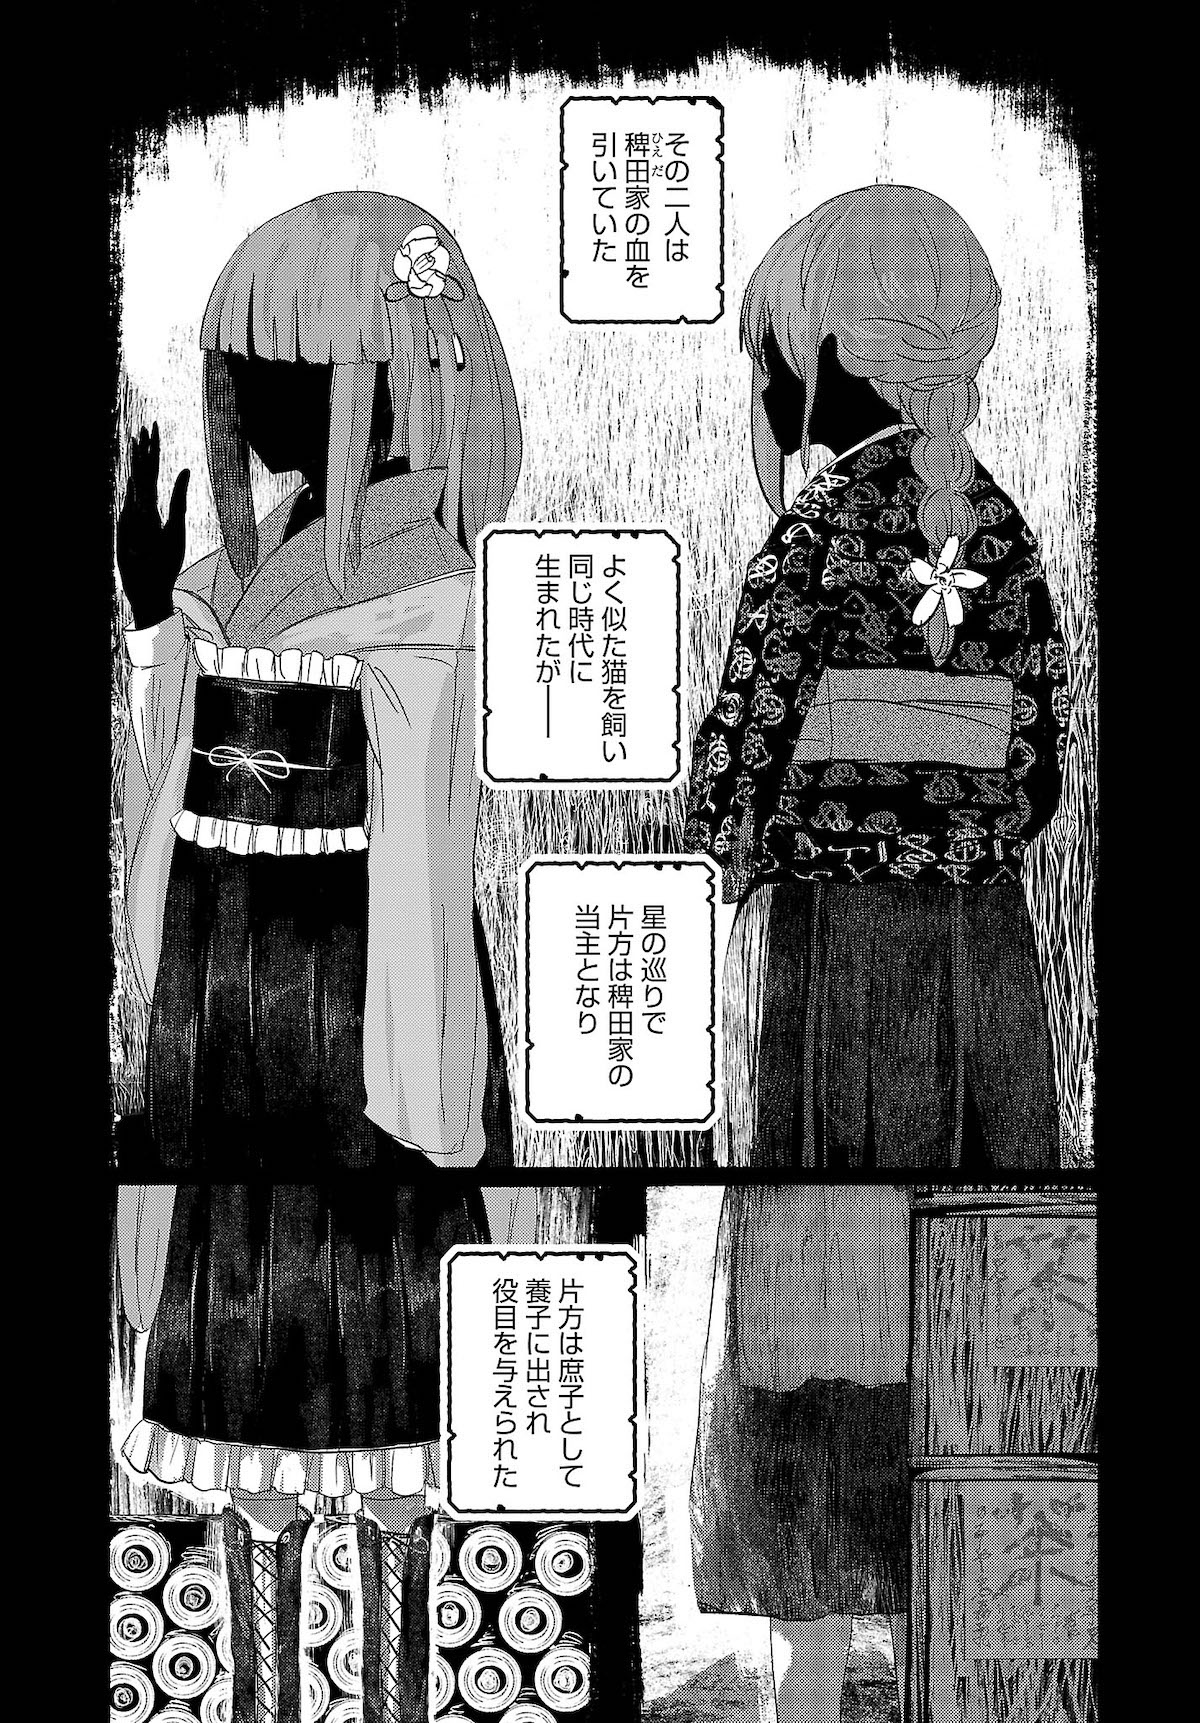 その二人は
稗田家の血を
ひえだ
引いていた
よく似た猫を飼い
同じ時代に
生まれたが――
星の巡りで
片方は稗田家の
当主となり
片方は庶子として
養子に出され
役目を与えられた